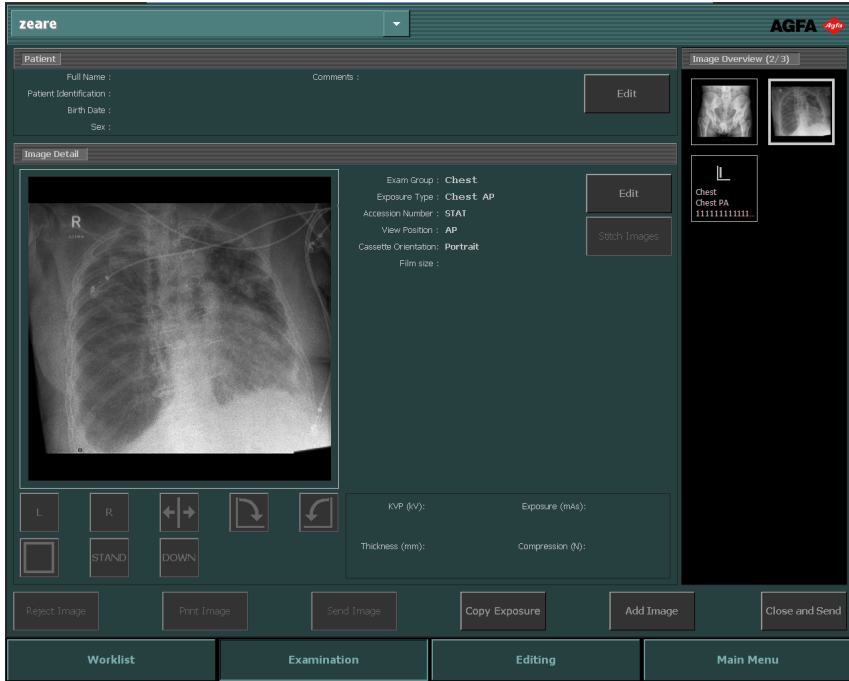 zeare
AGFA Agfa
Patient
Full Name :
Comments :
Patient Identification :
Birth Date :
Sex :
Edit
Image Overview (2/3)
Image Detail
R
Exam Group : Chest
Exposure Type : Chest AP
Accession Number : STAT
View Position : AP
Cassette Orientation: Portrait
Film size :
Edit
Stitch Images
L
Chest
Chest PA
111111111111...
L
R
STAND
DOWN
KVP (kV):
Exposure (mAs):
Thickness (mm):
Compression (N):
Reject Image
Print Image
Send Image
Copy Exposure
Add Image
Close and Send
Worklist
Examination
Editing
Main Menu